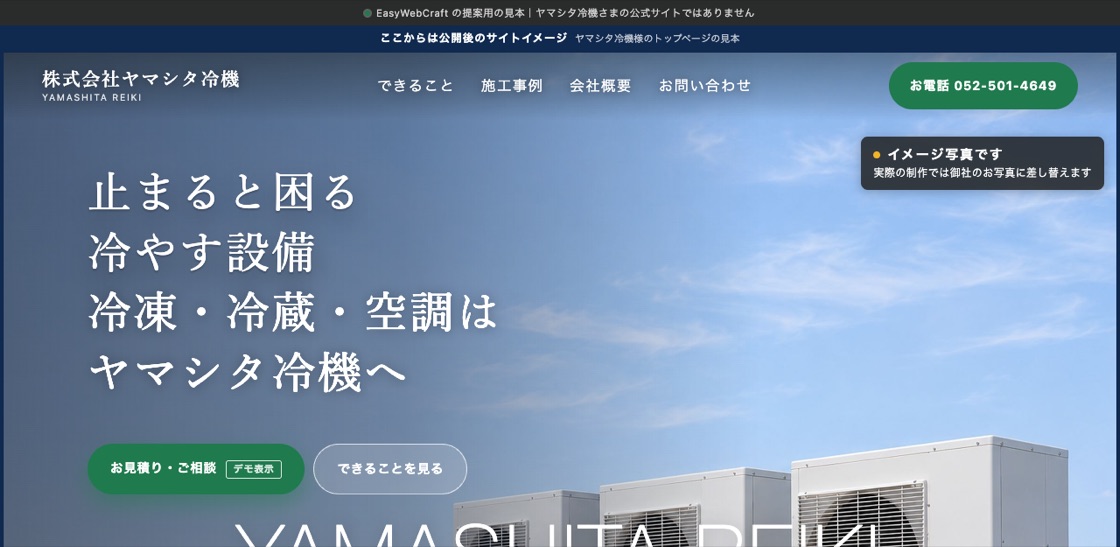 EasyWebCraft の提案用の見本｜ヤマシタ冷機さまの公式サイトではありません
ここからは公開後のサイトイメージ ヤマシタ冷機様のトップページの見本
株式会社ヤマシタ冷機
YAMASHITA REIKI
できること 施工事例 会社概要 お問い合わせ
お電話 052-501-4649
イメージ写真です
実際の制作では御社のお写真に差し替えます
止まると困る
冷やす設備
冷凍・冷蔵・空調は
ヤマシタ冷機へ
お見積り・ご相談 デモ表示 できることを見る
YAMASHITA REIKI